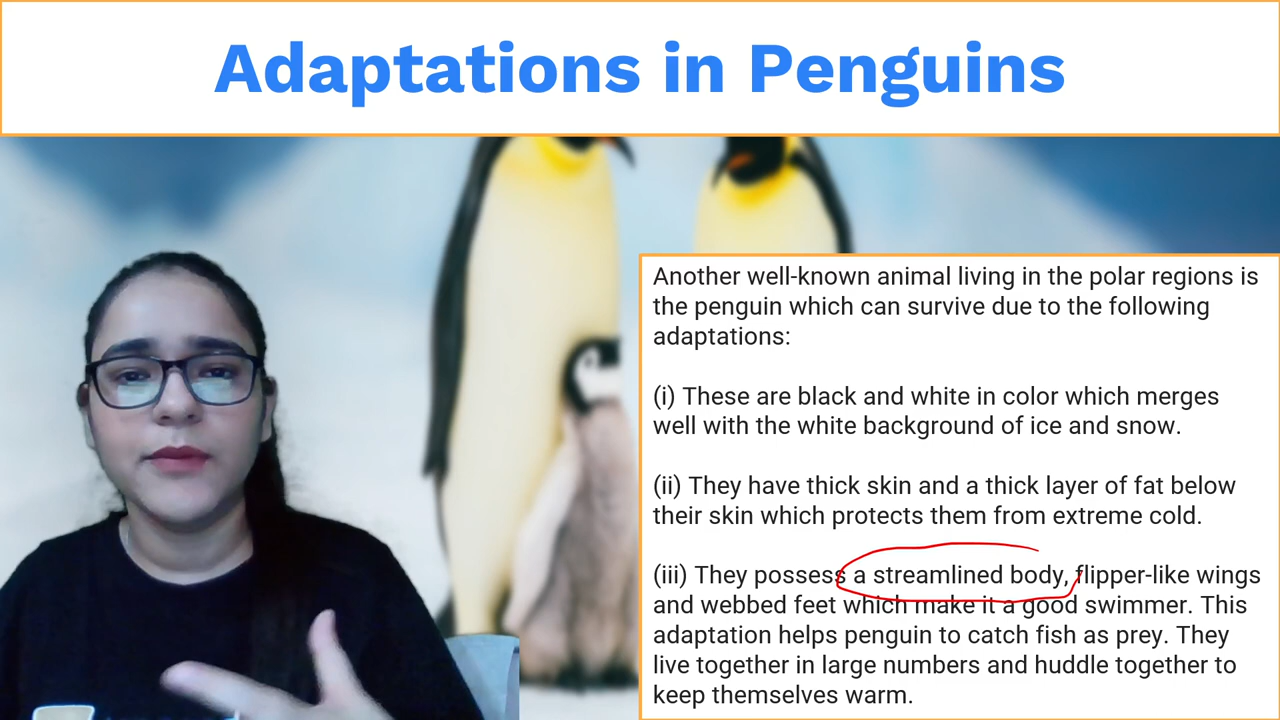 Adaptations in Penguins
Another well-known animal living in the polar regions is
the penguin which can survive due to the following
adaptations:
(i) These are black and white in color which merges
well with the white background of ice and snow.
(ii) They have thick skin and a thick layer of fat below
their skin which protects them from extreme cold.
(iii) They possess a streamlined body, flipper-like wings
and webbed feet which make it a good swimmer. This
adaptation helps penguin to catch fish as prey. They
live together in large numbers and huddle together to
keep themselves warm.